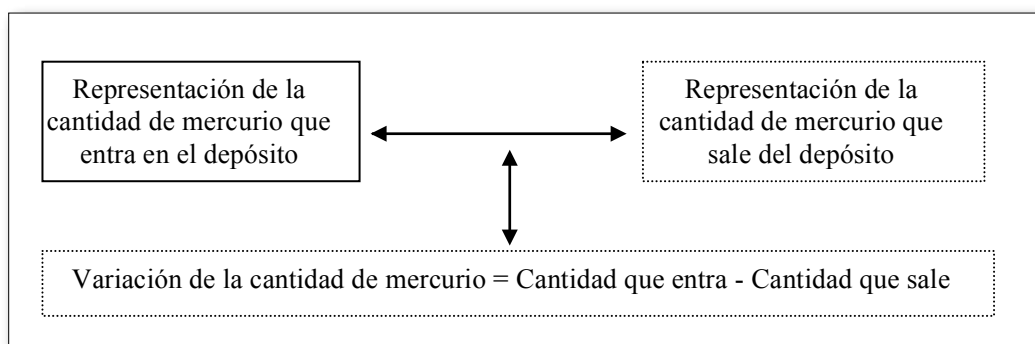 Representación de la
cantidad de mercurio que
entra en el depósito
Representación de la
cantidad de mercurio que
sale del depósito
Variación de la cantidad de mercurio = Cantidad que entra - Cantidad que sale